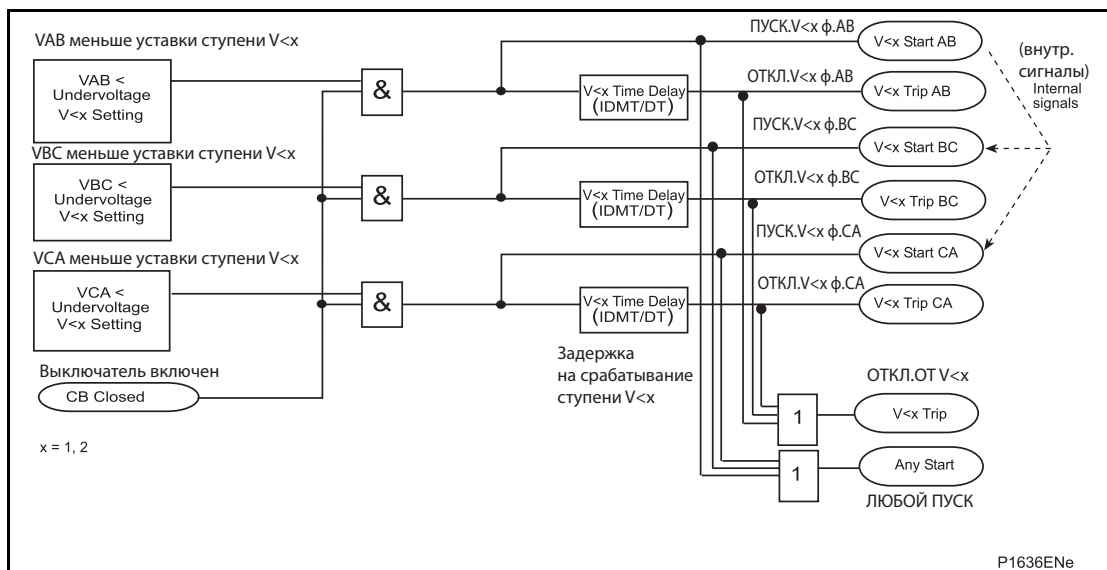 VAB меньше уставки ступени V<x
VAB <
Undervoltage
V<x Setting
&
ПУСК.V<x ф.AB
V<x Start AB
(внутр.
сигналы)
Internal
signals
V<x Time Delay
(IDMT/DT)
ОТКЛ.V<x ф.AB
V<x Trip AB
VBC меньше уставки ступени V<x
VBC <
Undervoltage
V<x Setting
&
ПУСК.V<x ф.BC
V<x Start BC
V<x Time Delay
(IDMT/DT)
ОТКЛ.V<x ф.BC
V<x Trip BC
VCA меньше уставки ступени V<x
VCA <
Undervoltage
V<x Setting
&
ПУСК.V<x ф.CA
V<x Start CA
V<x Time Delay
(IDMT/DT)
ОТКЛ.V<x ф.CA
V<x Trip CA
Выключатель включен
CB Closed
Задержка
на срабатывание
ступени V<x
ОТКЛ.ОТ V<x
1
V<x Trip
x = 1, 2
1
Any Start
ЛЮБОЙ ПУСК
P1636ENe